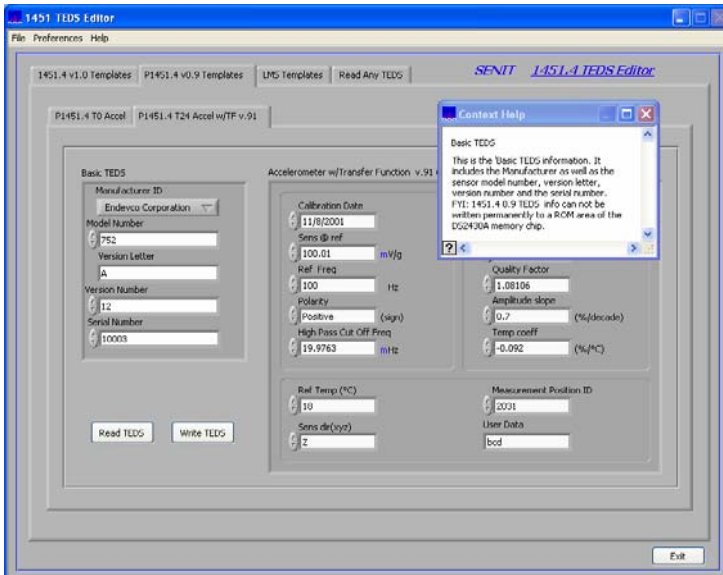 1451 TEDS Editor
File Preferences Help
1451.4 v1.0 Templates P1451.4 v0.9 Templates LMS Templates Read Any TEDS
SENIT 1451.4 TEDS Editor
P1451.4 T0 Accel P1451.4 T24 Accel w/TF v.91
Context Help
Basic TEDS
This is the 'Basic TEDS information. It
includes the Manufacturer as well as the
sensor model number, version letter,
version number and the serial number.
FYI: 1451.4 0.9 TEDS info can not be
written permanently to a ROM area of the
DS2430A memory chip.
Basic TEDS
Manufacturer ID
Endevco Corporation
Model Number
752
Version Letter
A
Version Number
12
Serial Number
10003
Read TEDS Write TEDS
Accelerometer w/Transfer Function v.91
Calibration Date
11/8/2001
Sens @ ref
100.01 mV/g
Ref Freq
100 Hz
Polarity
Positive (sign)
High Pass Cut Off Freq
19.9763 mHz
Quality Factor
1.08106
Amplitude slope
0.7 (%/decade)
Temp coeff
-0.092 (%/°C)
Ref Temp (°C)
18
Sens dir(xyz)
Z
Measurement Position ID
2031
User Data
bcd
Exit